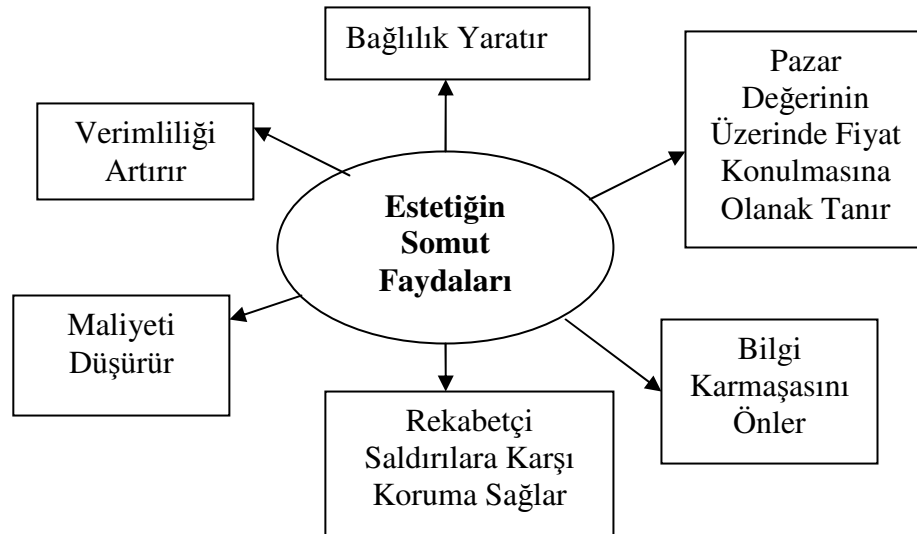 Bağlılık Yaratır
Pazar
Değerinin
Üzerinde Fiyat
Konulmasına
Olanak Tanır
Verimliliği
Artırır
Estetiğin
Somut
Faydaları
Maliyeti
Düşürür
Bilgi
Karmaşasını
Önler
Rekabetçi
Saldırılara Karşı
Koruma Sağlar